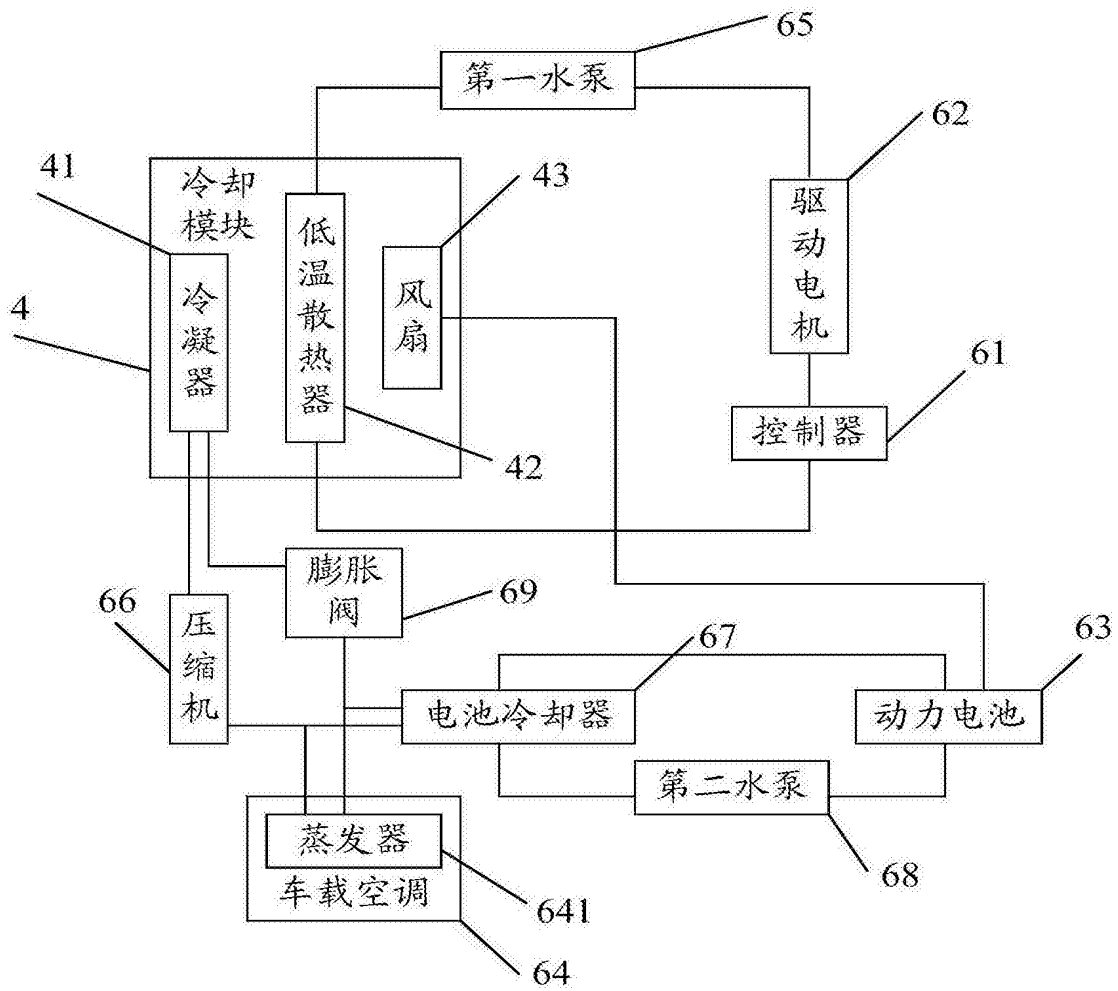 65
第一水泵
62
41
冷却
模块
43
驱动电机
低温散热器
风扇
冷凝器
4
61
控制器
42
膨胀
阀
69
66
压缩机
67
63
电池冷却器
动力电池
第二水泵
68
蒸发器
车载空调
641
64